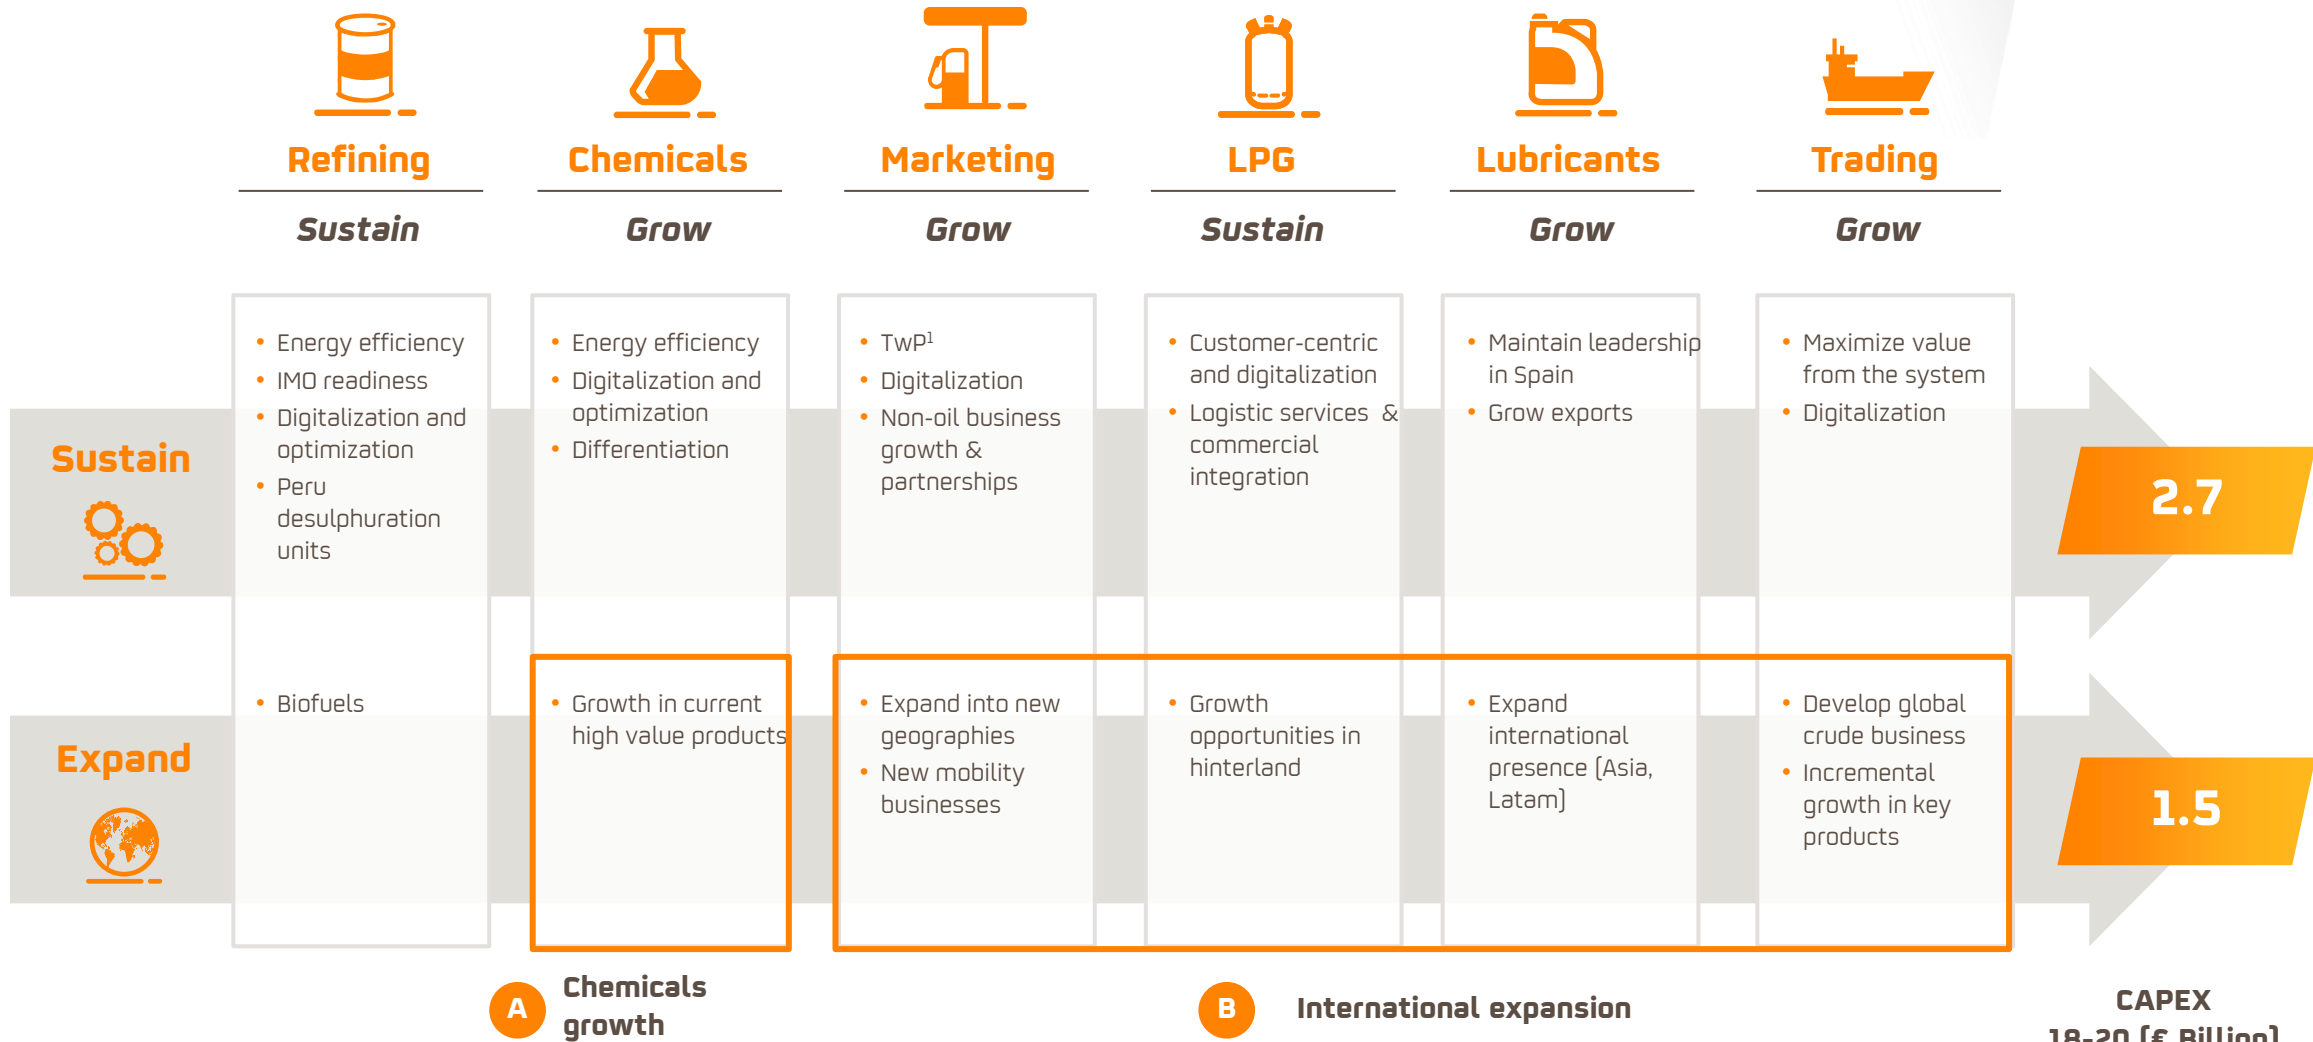 Refining
Sustain
Chemicals
Grow
Marketing
Grow
LPG
Sustain
Lubricants
Grow
Trading
Grow
Sustain
• Energy efficiency
• IMO readiness
• Digitalization and
optimization
• Peru
desulphuration
units
• Energy efficiency
• Digitalization and
optimization
• Differentiation
• TwP¹
• Digitalization
• Non-oil business
growth &
partnerships
• Customer-centric
and digitalization
• Logistic services &
commercial
integration
• Maintain leadership
in Spain
• Grow exports
• Maximize value
from the system
• Digitalization
2.7
Expand
• Biofuels
• Growth in current
high value products
• Expand into new
geographies
• New mobility
businesses
• Growth
opportunities in
hinterland
• Expand
international
presence (Asia,
Latam)
• Develop global
crude business
• Incremental
growth in key
products
1.5
A Chemicals
growth
B International expansion
CAPEX
18-20 (€ Billion)